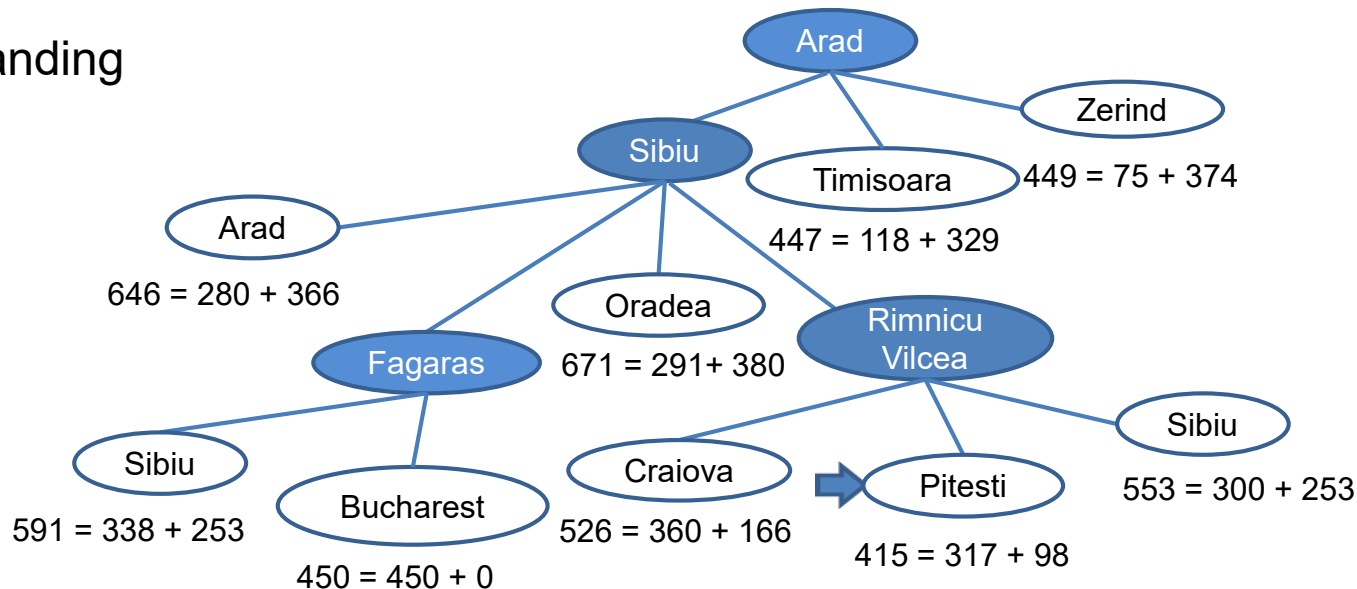 anding
Arad
Zerind
449 = 75 + 374
Sibiu
Timisoara
447 = 118 + 329
Arad
646 = 280 + 366
Oradea
671 = 291+ 380
Rimnicu
Vilcea
Fagaras
Sibiu
591 = 338 + 253
Bucharest
450 = 450 + 0
Craiova
526 = 360 + 166
Pitesti
415 = 317 + 98
Sibiu
553 = 300 + 253